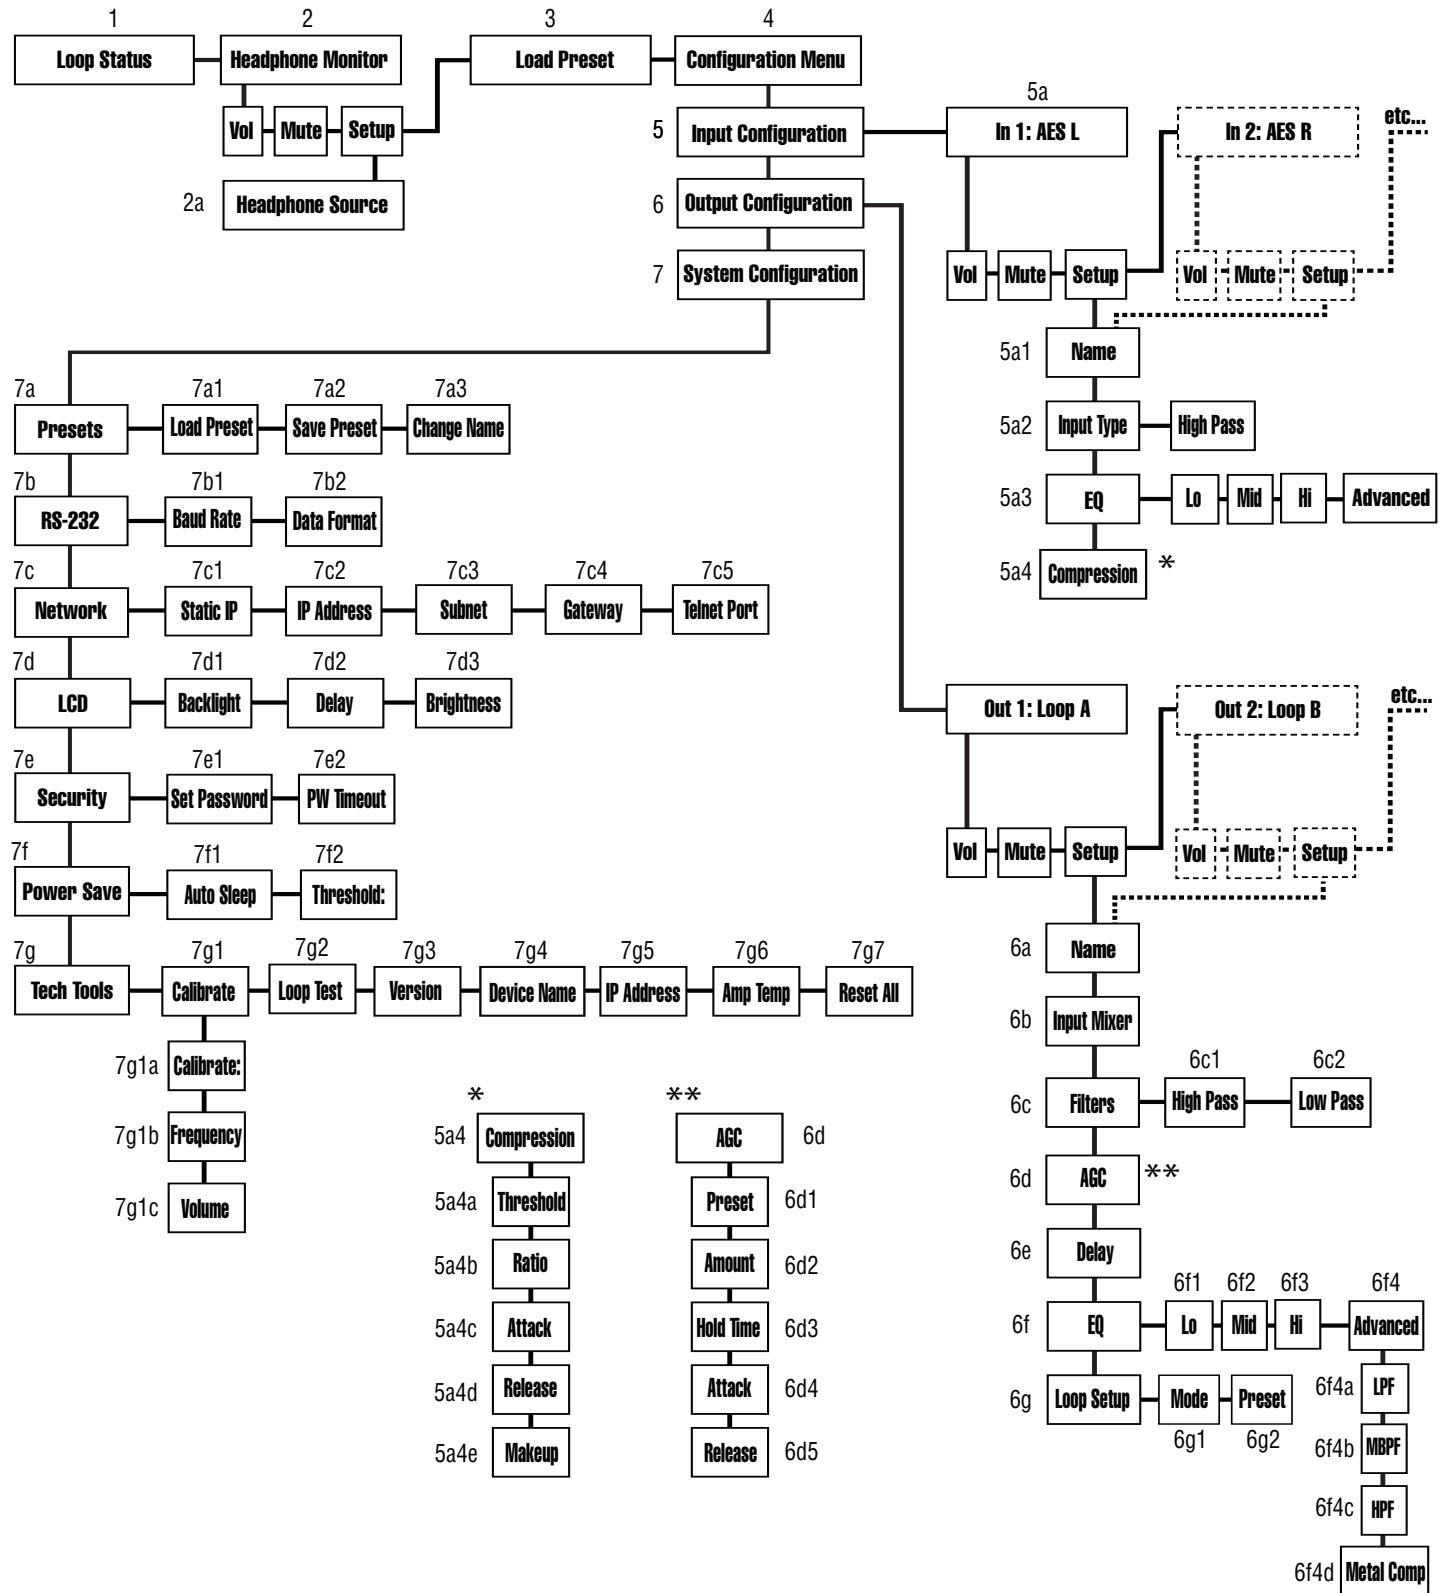 1 2 3 4
Loop Status Headphone Monitor Load Preset Configuration Menu
5a
Vol Mute Setup 5 Input Configuration In 1: AES L In 2: AES R etc...
2a Headphone Source 6 Output Configuration
7 System Configuration Vol Mute Setup Vol Mute Setup
5a1 Name
7a 7a1 7a2 7a3
Presets Load Preset Save Preset Change Name 5a2 Input Type High Pass
7b 7b1 7b2
RS-232 Baud Rate Data Format 5a3 EQ Lo Mid Hi Advanced
7c 7c1 7c2 7c3 7c4 7c5 5a4 Compression *
Network Static IP IP Address Subnet Gateway Telnet Port
7d 7d1 7d2 7d3
LCD Backlight Delay Brightness Out 1: Loop A Out 2: Loop B etc...
7e 7e1 7e2
Security Set Password PW Timeout
7f 7f1 7f2 Vol Mute Setup Vol Mute Setup
Power Save Auto Sleep Threshold:
7g 7g1 7g2 7g3 7g4 7g5 7g6 7g7 6a Name
Tech Tools Calibrate Loop Test Version Device Name IP Address Amp Temp Reset All
6b Input Mixer
7g1a Calibrate:
6c1 6c2
* ** 6c Filters High Pass Low Pass
7g1b Frequency 5a4 Compression AGC 6d
6d AGC **
7g1c Volume 5a4a Threshold Preset 6d1
5a4b Ratio Amount 6d2 6e Delay
6f1 6f2 6f3 6f4
5a4c Attack Hold Time 6d3 6f EQ Lo Mid Hi Advanced
5a4d Release Attack 6d4 6g Loop Setup Mode Preset 6f4a LPF
6g1 6g2
5a4e Makeup Release 6d5 6f4b MBPF
6f4c HPF
6f4d Metal Comp